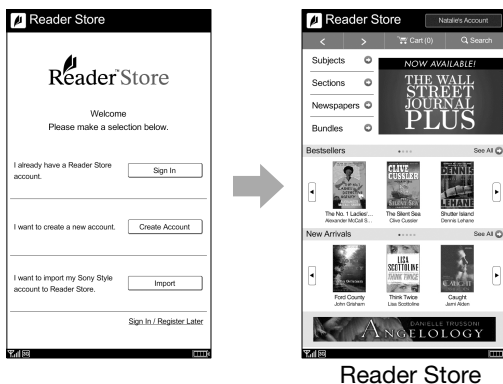 Reader Store
Reader Store
Welcome
Please make a selection below.
I already have a Reader Store
account.
Sign In
I want to create a new account.
Create Account
I want to import my Sony Style
account to Reader Store.
Import
Sign In / Register Later
3G
Reader Store
Natalie's Account
< >
Cart (0)
Search
Subjects
Sections
Newspapers
Bundles
NOW AVAILABLE!
THE WALL
STREET
JOURNAL
PLUS
Bestsellers
See All
CLIVE
CUSSLER
SILENT SEA
DENNIS
LEHANE
The No. 1 Ladies'...
Alexander McCall S...
The Silent Sea
Clive Cussler
Shutter Island
Dennis Lehane
New Arrivals
See All
LISA
SCOTTOLINE
THINK TWICE
CAUGHT
Ford County
John Grisham
Think Twice
Lisa Scottoline
Caught
Jami Alden
DANIELLE TRUSSONI
ANGELOLOGY
3G
Reader Store